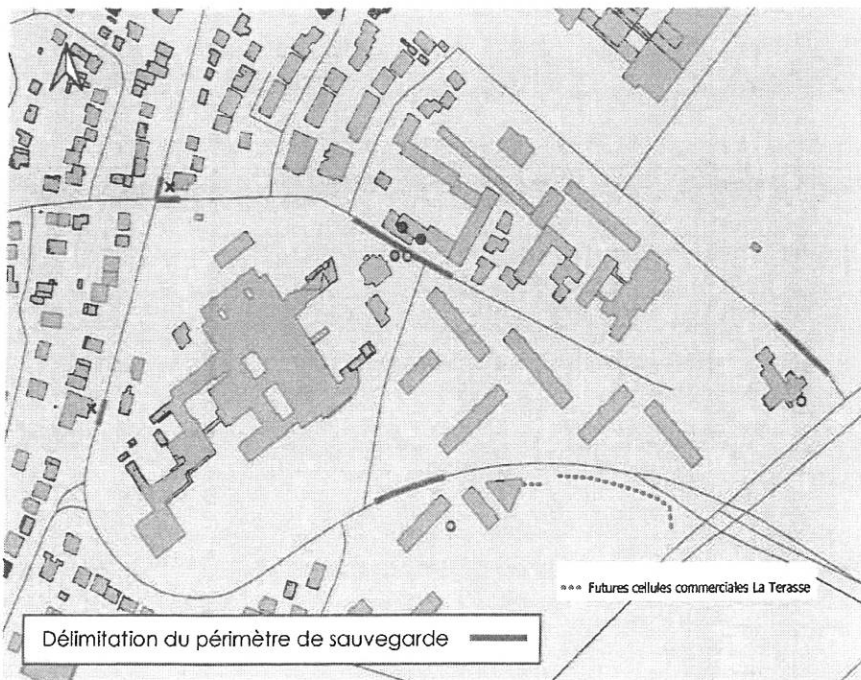 Futures cellules commerciales La Terasse
Délimitation du périmètre de sauvegarde